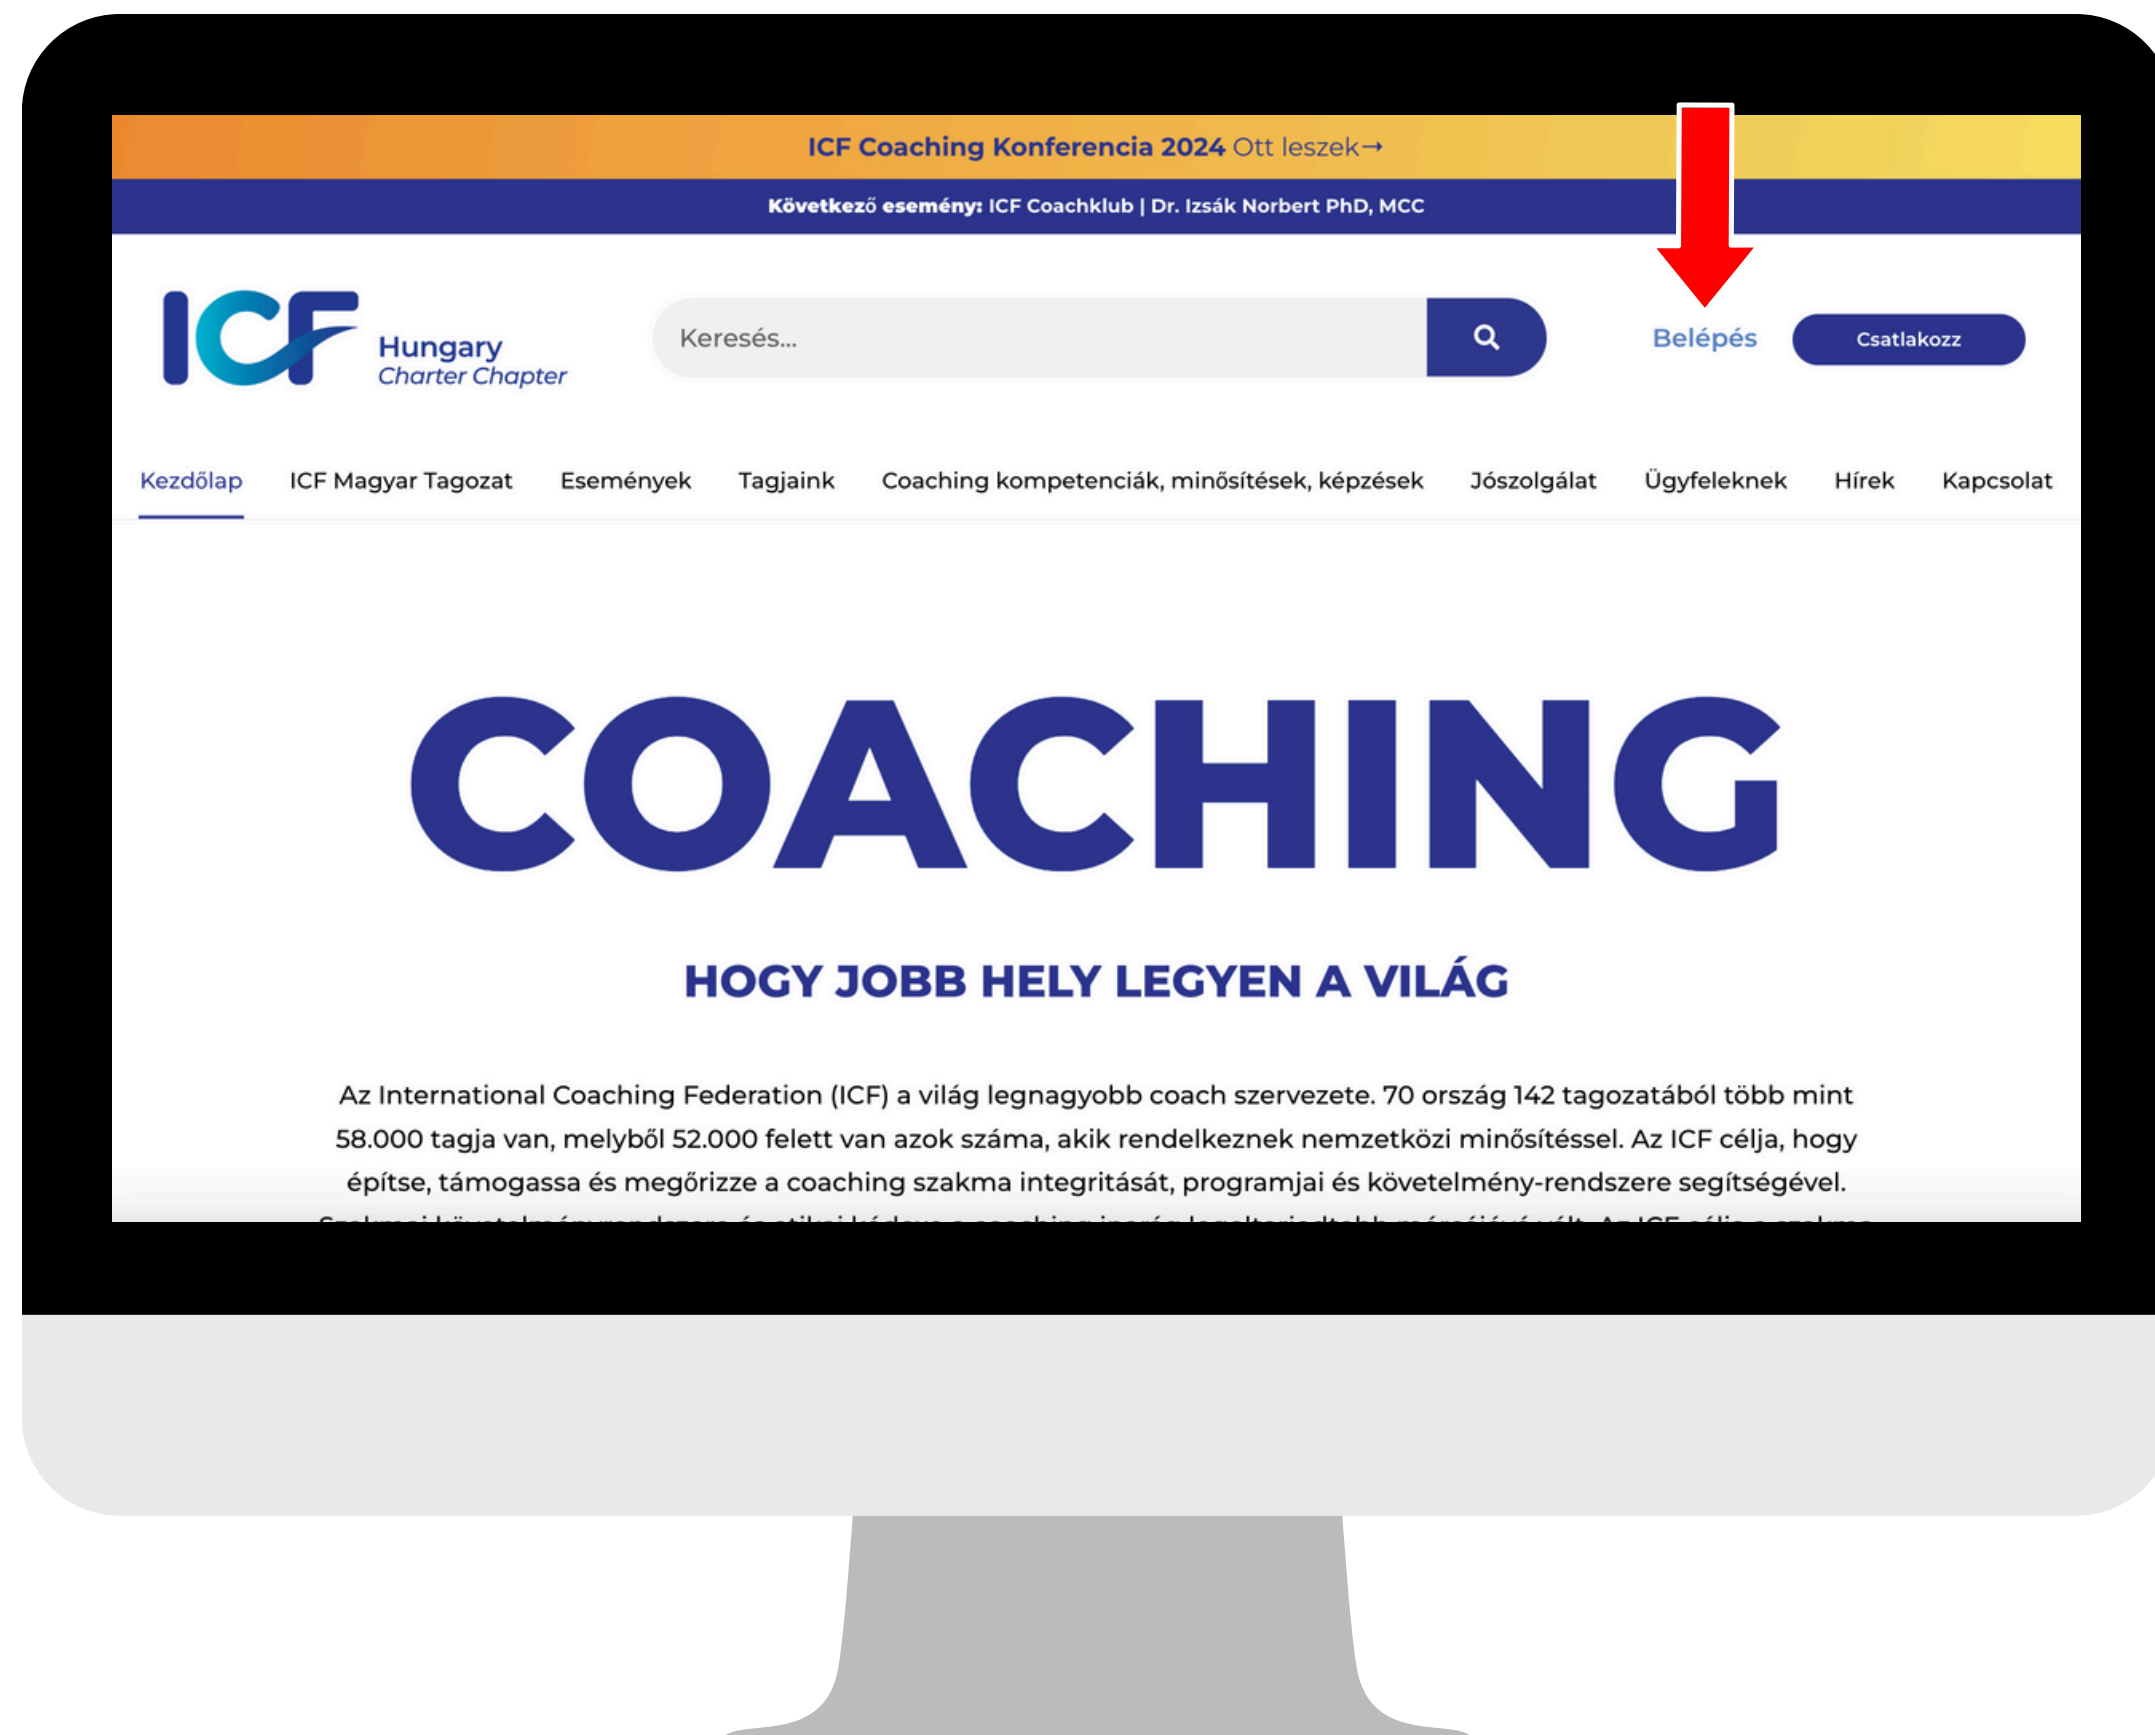 ICF Coaching Konferencia 2024 Ott leszek→
Következő esemény: ICF Coachklub | Dr. Izsák Norbert PhD, MCC
ICF Hungary
Charter Chapter
Keresés...
Belépés
Csatlakozz
Kezdőlap ICF Magyar Tagozat Események Tagjaink Coaching kompetenciák, minősítések, képzések Jószolgálat Ügyfeleknek Hírek Kapcsolat
COACHING
HOGY JOBB HELY LEGYEN A VILÁG
Az International Coaching Federation (ICF) a világ legnagyobb coach szervezete. 70 ország 142 tagozatából több mint
58.000 tagja van, melyből 52.000 felett van azok száma, akik rendelkeznek nemzetközi minősítéssel. Az ICF célja, hogy
építse, támogassa és megőrizze a coaching szakma integritását, programjai és követelmény-rendszere segítségével.